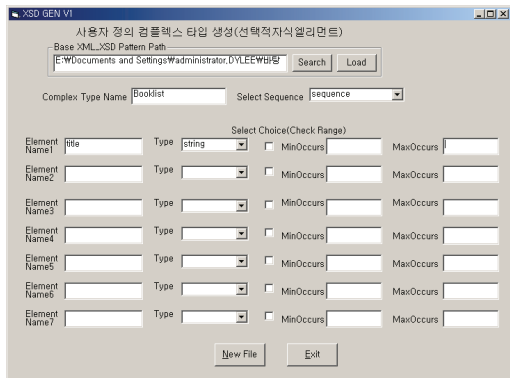 XSD GEN V1
사용자 정의 컴플렉스 타입 생성(선택적자식엘리먼트)
Base XML_XSD Pattern Path
E:₩Documents and Settings₩administrator.DYLEE₩바탕 Search Load
Complex Type Name Booklist Select Sequence sequence
Select Choice(Check Range)
Element Name1 title Type string MinOccurs MaxOccurs
Element Name2 Type MinOccurs MaxOccurs
Element Name3 Type MinOccurs MaxOccurs
Element Name4 Type MinOccurs MaxOccurs
Element Name5 Type MinOccurs MaxOccurs
Element Name6 Type MinOccurs MaxOccurs
Element Name7 Type MinOccurs MaxOccurs
New File Exit